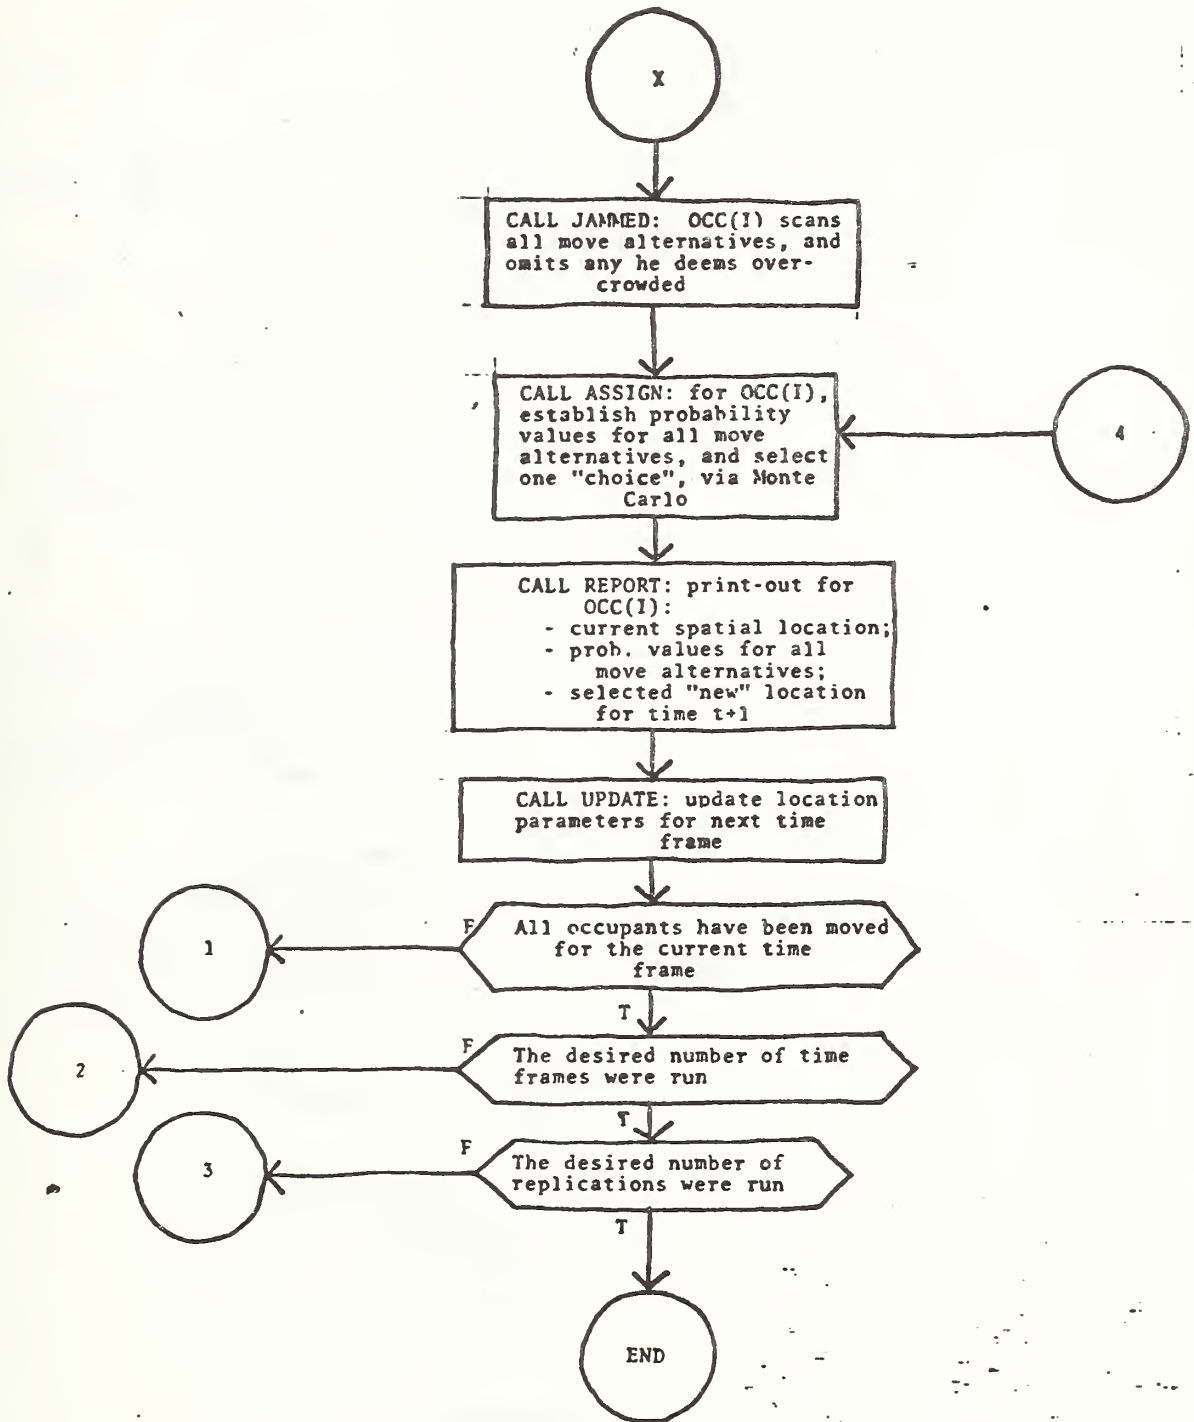 X
CALL JAMMED: OCC(I) scans
all move alternatives, and
omits any he deems over-
crowded
CALL ASSIGN: for OCC(I),
establish probability
values for all move
alternatives, and select
one "choice", via Monte
Carlo
4
CALL REPORT: print-out for
OCC(I):
- current spatial location;
- prob. values for all
move alternatives;
- selected "new" location
for time t+1
CALL UPDATE: update location
parameters for next time
frame
F
All occupants have been moved
for the current time
frame
1
T
F
The desired number of time
frames were run
2
T
F
The desired number of
replications were run
3
T
END